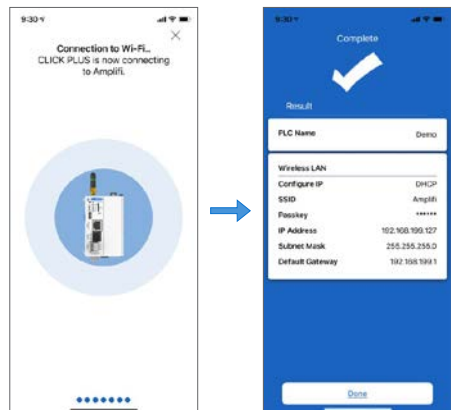 9:30
Connection to Wi-Fi...
CLICK PLUS is now connecting
to Amplifi.
9:30
Complete
Result
PLC Name Demo
Wireless LAN
Configure IP DHCP
SSID Amplifi
Passkey ••••••
IP Address 192.168.199.127
Subnet Mask 255.255.255.0
Default Gateway 192.168.199.1
Done